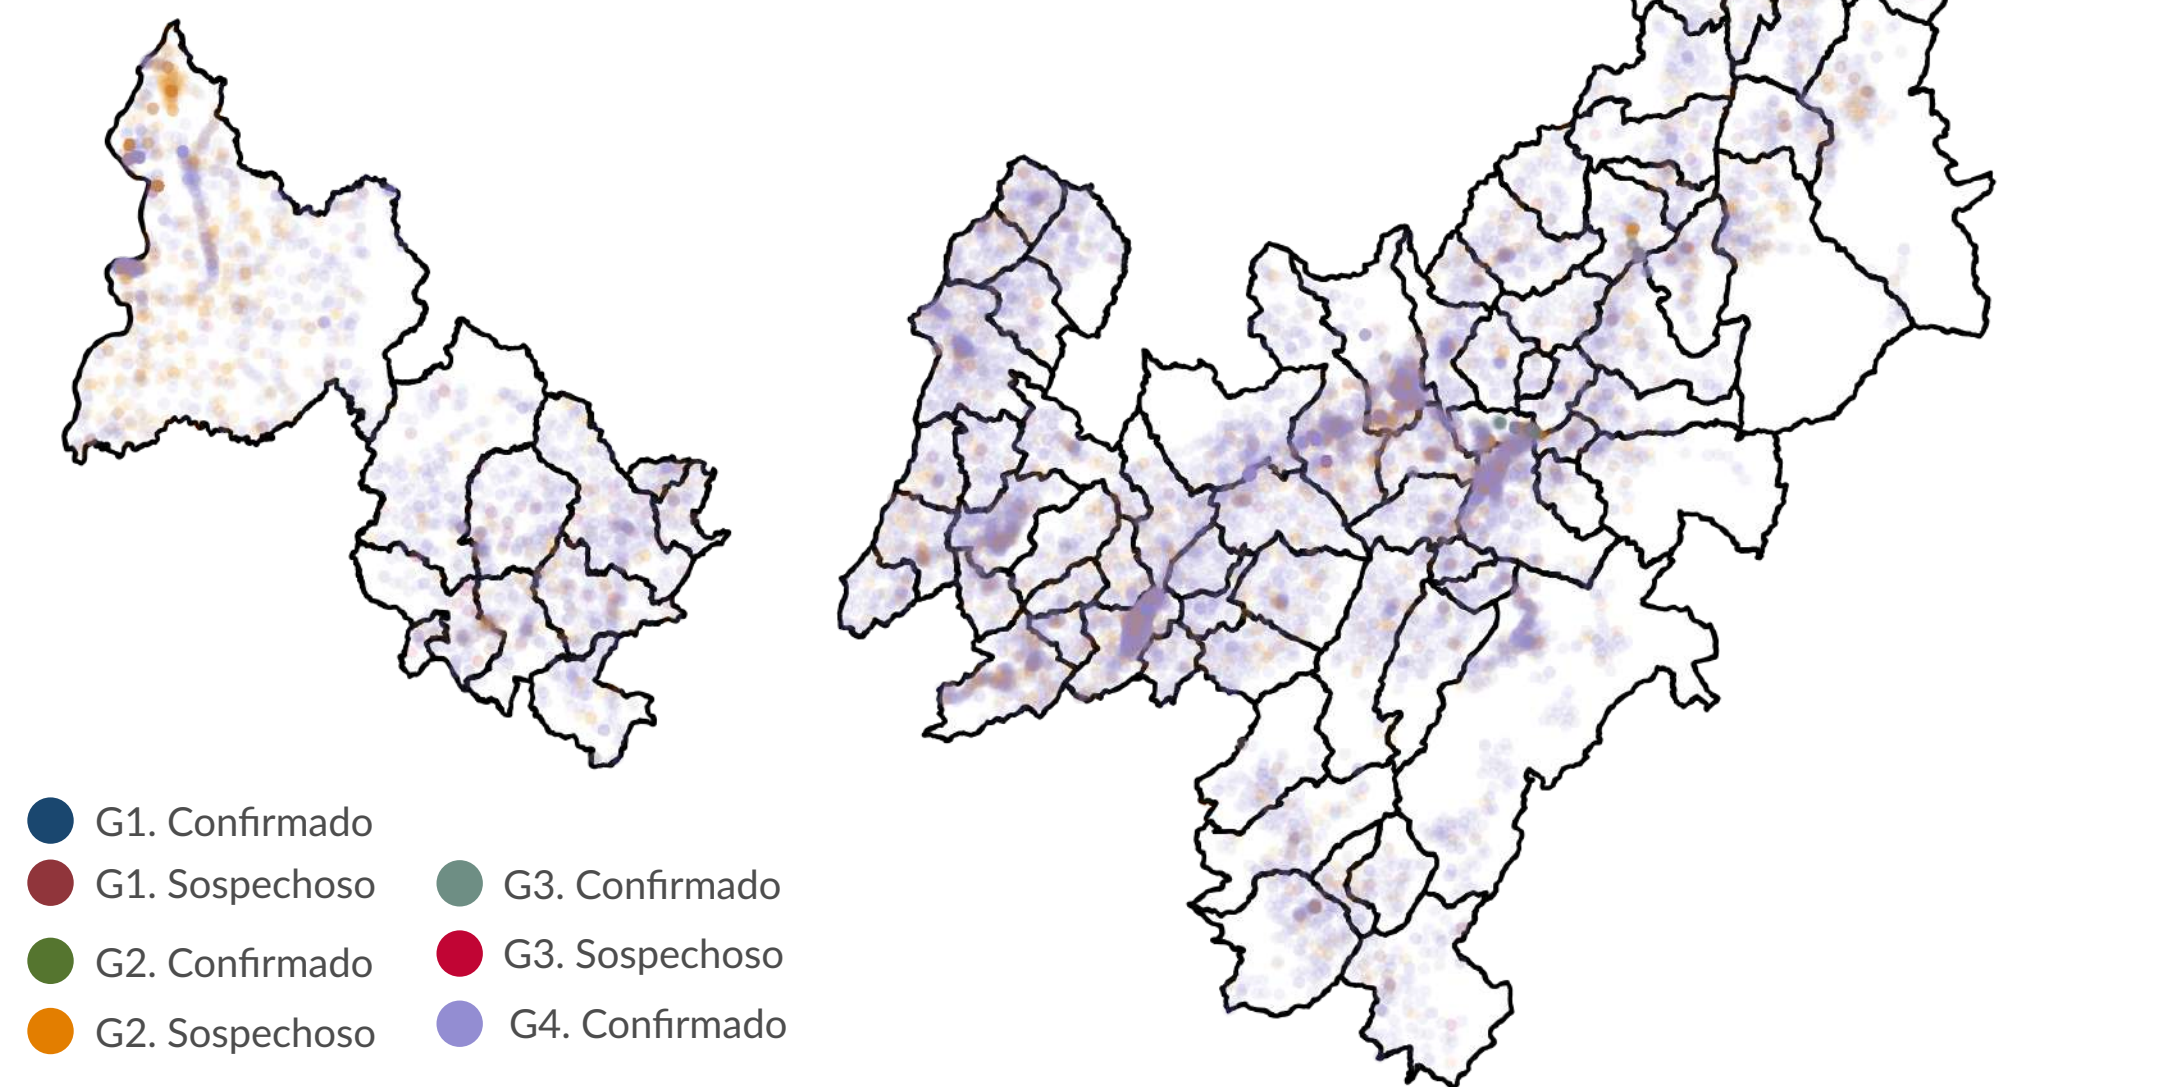 G1. Confirmado
G1. Sospechoso
G2. Confirmado
G2. Sospechoso
G3. Confirmado
G3. Sospechoso
G4. Confirmado